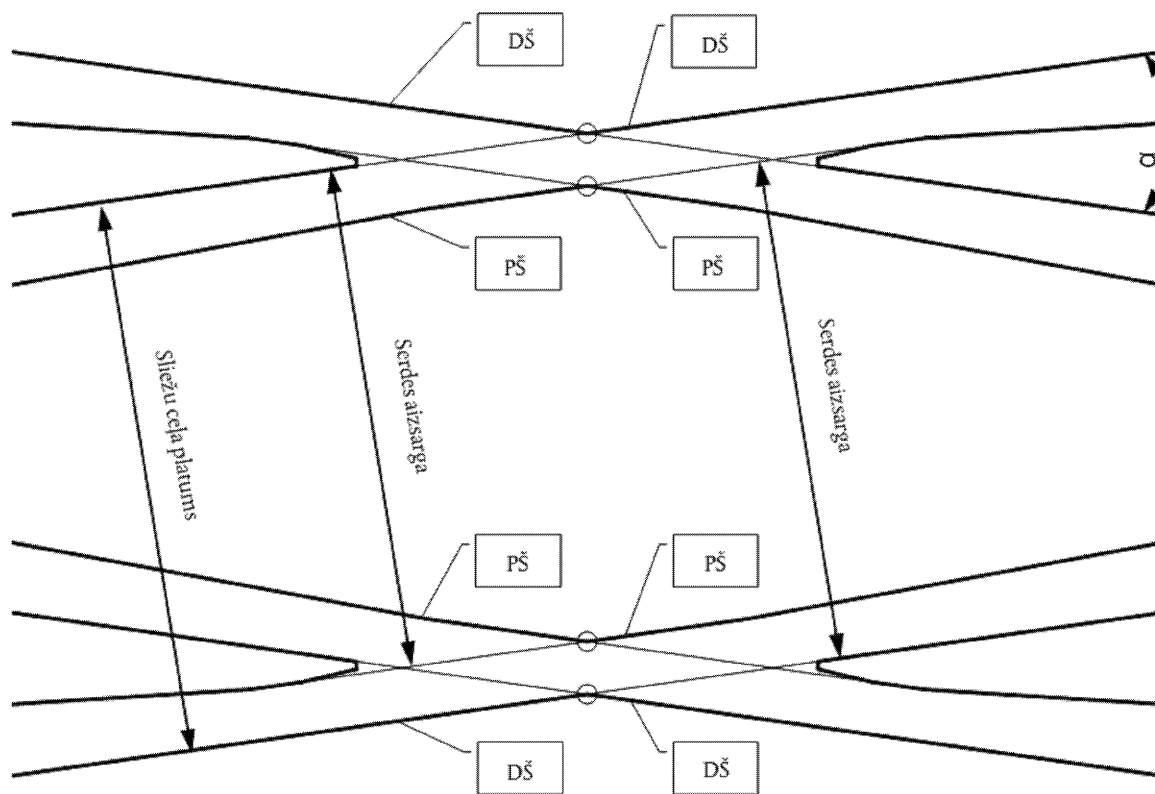 DŠ
DŠ
α
PŠ
PŠ
Sliežu ceļa platums
Serdes aizsarga
Serdes aizsarga
PŠ
PŠ
DŠ
DŠ